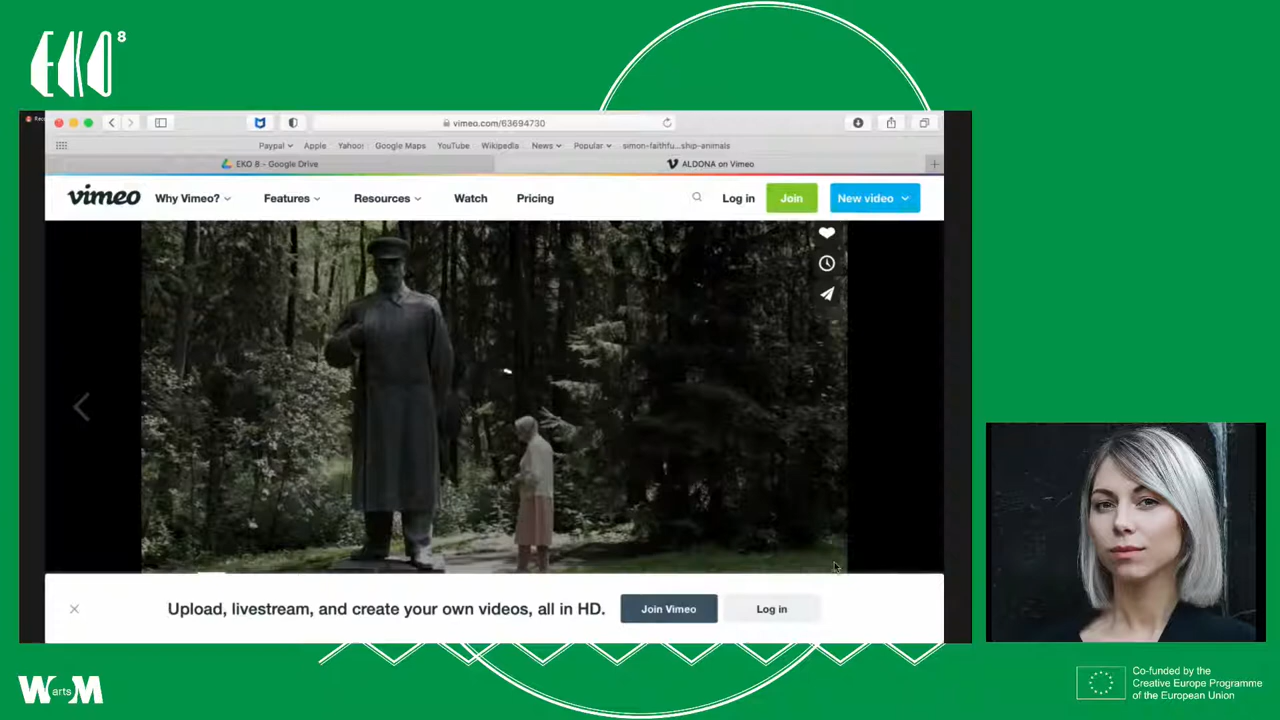 EKO 8
vimeo.com/63694730
Paypal Apple Yahoo! Google Maps YouTube Wikipedia News Popular simon-faithfu...ship-animals
EKO 8 - Google Drive
ALDONA on Vimeo
vimeo Why Vimeo? Features Resources Watch Pricing Log in Join New video
Upload, livestream, and create your own videos, all in HD. Join Vimeo Log in
W arts M
Co-funded by the
Creative Europe Programme
of the European Union